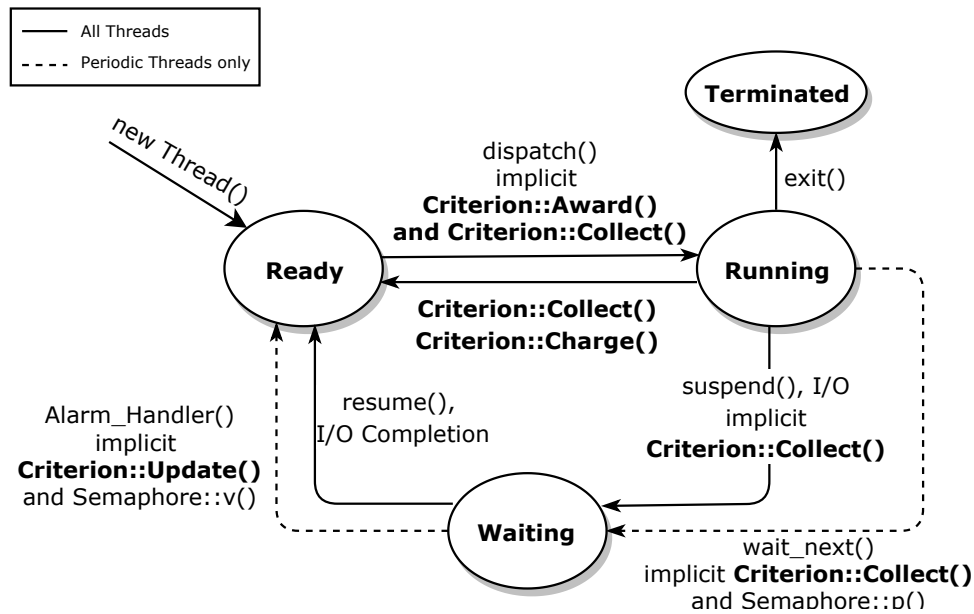 All Threads
Periodic Threads only
Terminated
new Thread()
dispatch()
implicit
Criterion::Award()
and Criterion::Collect()
exit()
Ready
Running
Criterion::Collect()
Criterion::Charge()
suspend(), I/O
implicit
Criterion::Collect()
resume(),
I/O Completion
Alarm_Handler()
implicit
Criterion::Update()
and Semaphore::v()
Waiting
wait_next()
implicit Criterion::Collect()
and Semaphore::p()